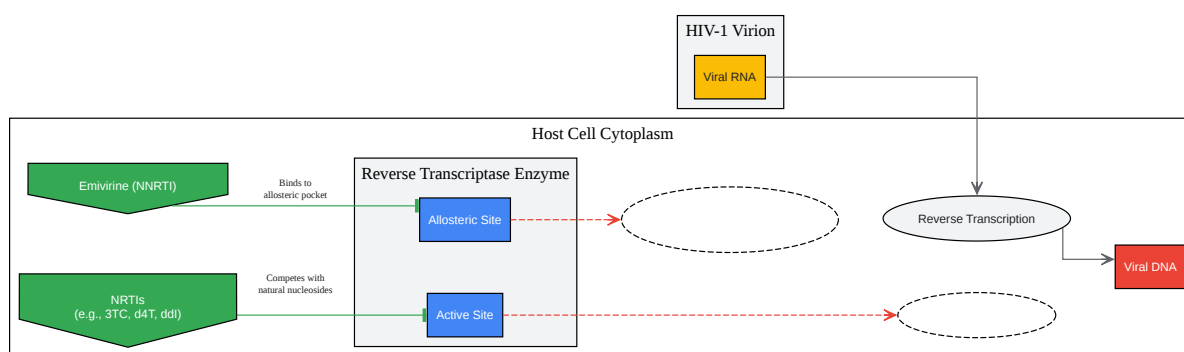 HIV-1 Virion
Viral RNA
Host Cell Cytoplasm
Emivirine (NNRTI)
Binds to
allosteric pocket
Reverse Transcriptase Enzyme
Allosteric Site
Reverse Transcription
Viral DNA
NRTIs
(e.g., 3TC, d4T, ddI)
Competes with
natural nucleosides
Active Site